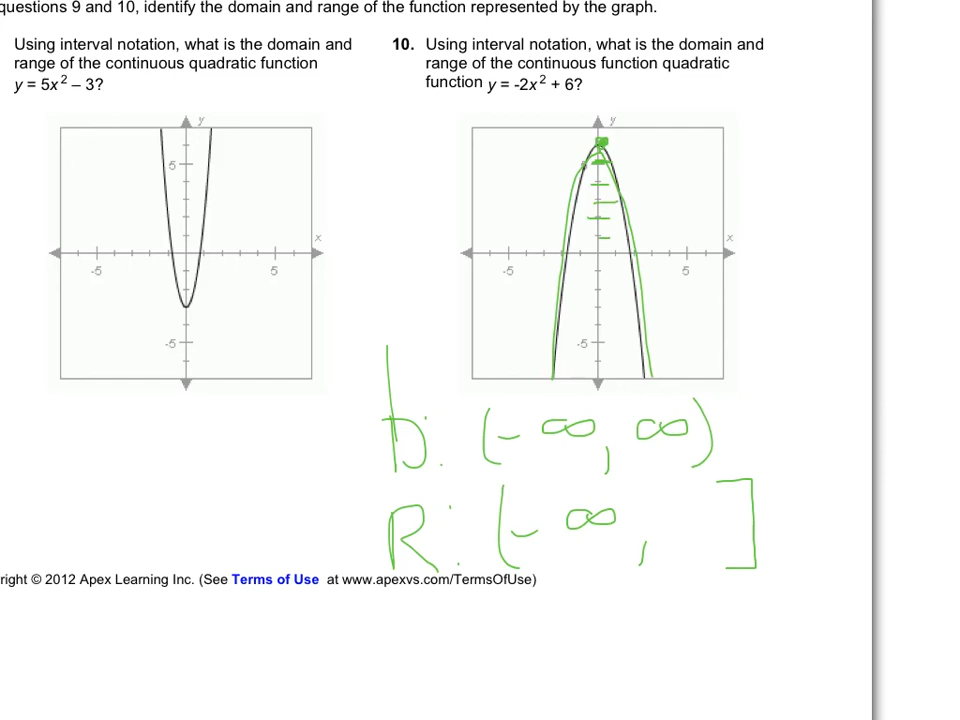 questions 9 and 10, identify the domain and range of the function represented by the graph.
Using interval notation, what is the domain and
range of the continuous quadratic function
y = 5x² – 3?
10. Using interval notation, what is the domain and
range of the continuous function quadratic
function y = -2x² + 6?
y
5
x
-5
5
-5
y
x
-5
5
-5
D: (-∞, ∞)
R: (-∞, ]
right © 2012 Apex Learning Inc. (See Terms of Use at www.apexvs.com/TermsOfUse)